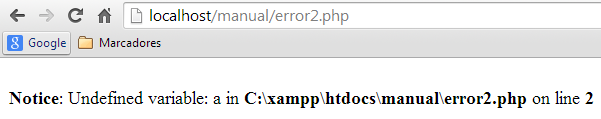 localhost/manual/error2.php
Google Marcadores
Notice: Undefined variable: a in C:\xampp\htdocs\manual\error2.php on line 2